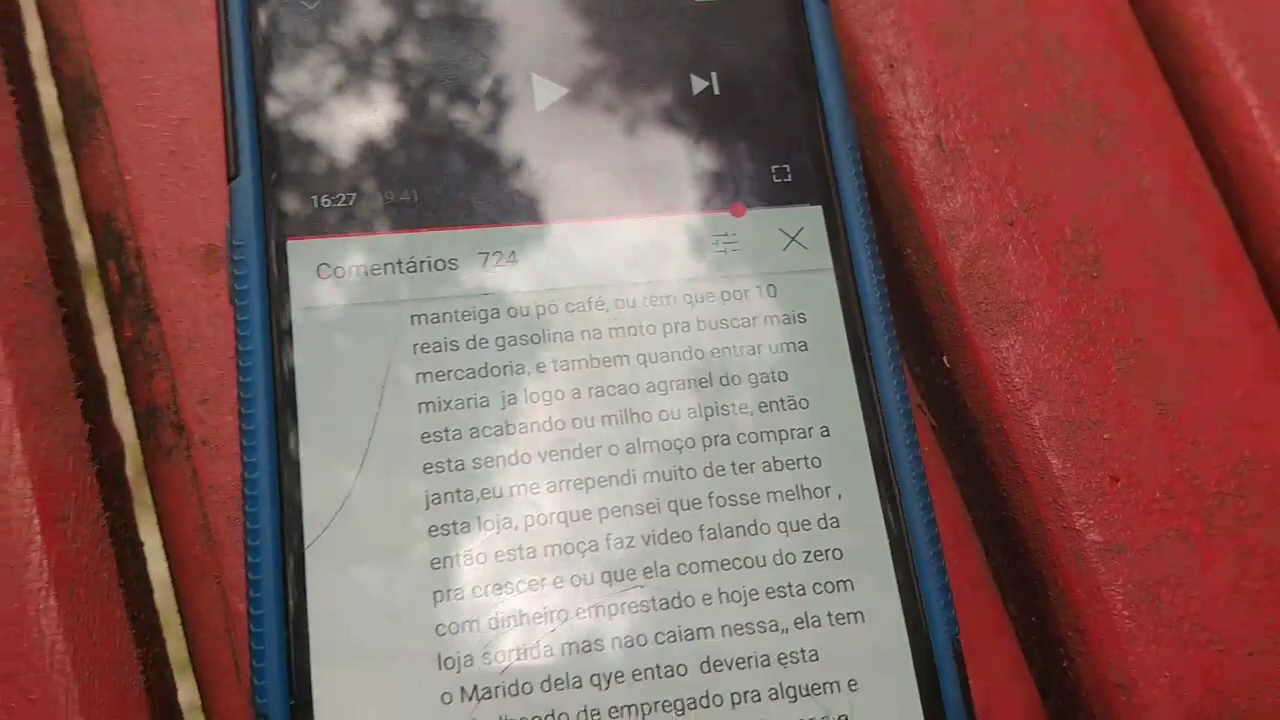 16:27 19:41
Comentários 724
manteiga ou pó café, ou tem que por 10
reais de gasolina na moto pra buscar mais
mercadoria, e tambem quando entrar uma
mixaria ja logo a racao agranel do gato
esta acabando ou milho ou alpiste, então
esta sendo vender o almoço pra comprar a
janta,eu me arrependi muito de ter aberto
esta loja, porque pensei que fosse melhor ,
então esta moça faz video falando que da
pra crescer e ou que ela comecou do zero
com dinheiro emprestado e hoje esta com
loja sortida mas nao caiam nessa,, ela tem
o Marido dela qye entao deveria esta
de empregado pra alguem e